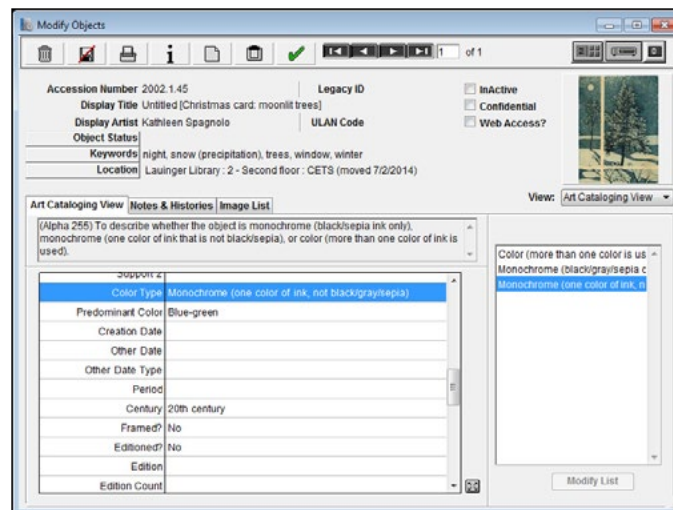 Modify Objects
1 of 1
Accession Number 2002.1.45 Legacy ID InActive
Display Title Untitled [Christmas card: moonlit trees] Confidential
Display Artist Kathleen Spagnolo ULAN Code Web Access?
Object Status
Keywords night, snow (precipitation), trees, window, winter
Location Lauinger Library : 2 - Second floor : CETS (moved 7/2/2014)
View: Art Cataloging View
Art Cataloging View Notes & Histories Image List
(Alpha 255) To describe whether the object is monochrome (black/sepia ink only),
monochrome (one color of ink that is not black/sepia), or color (more than one color of ink is
used).
Support 2
Color Type Monochrome (one color of ink, not black/gray/sepia)
Predominant Color Blue-green
Creation Date
Other Date
Other Date Type
Period
Century 20th century
Framed? No
Editioned? No
Edition
Edition Count
Color (more than one color is us
Monochrome (black/gray/sepia c
Monochrome (one color of ink, n
Modify List